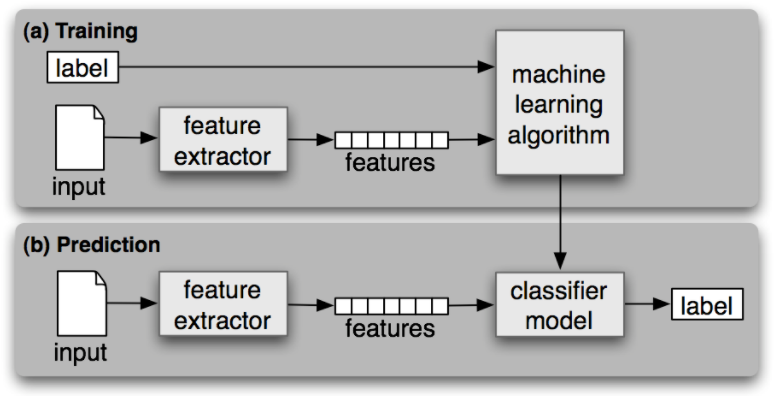 (a) Training
label
machine
learning
algorithm
feature
extractor
features
input
(b) Prediction
feature
extractor
features
classifier
model
label
input